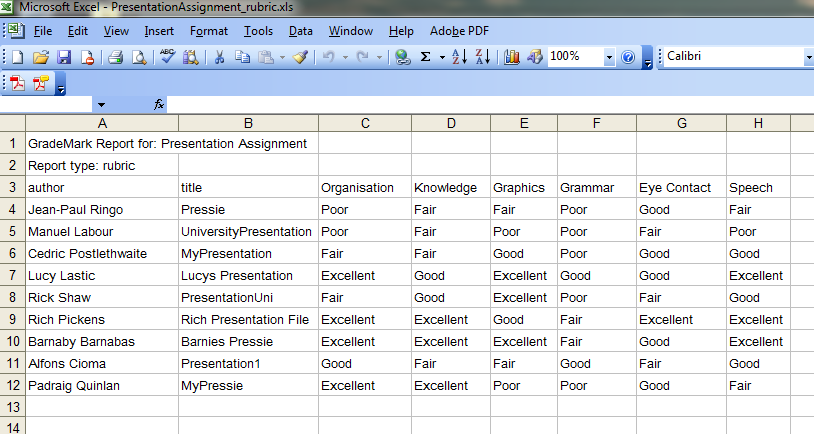 Microsoft Excel - PresentationAssignment_rubric.xls
File Edit View Insert Format Tools Data Window Help Adobe PDF
ABC Σ A Z Z A 100% ? Calibri
fx
A B C D E F G H
1 GradeMark Report for: Presentation Assignment
2 Report type: rubric
3 author title Organisation Knowledge Graphics Grammar Eye Contact Speech
4 Jean-Paul Ringo Pressie Poor Fair Fair Poor Good Fair
5 Manuel Labour UniversityPresentation Poor Fair Poor Poor Fair Poor
6 Cedric Postlethwaite MyPresentation Fair Fair Good Poor Good Good
7 Lucy Lastic Lucys Presentation Excellent Good Excellent Good Good Excellent
8 Rick Shaw PresentationUni Fair Good Excellent Poor Fair Good
9 Rich Pickens Rich Presentation File Excellent Excellent Good Fair Excellent Excellent
10 Barnaby Barnabas Barnies Pressie Excellent Excellent Excellent Fair Good Excellent
11 Alfons Cioma Presentation1 Good Fair Fair Good Fair Good
12 Padraig Quinlan MyPressie Excellent Excellent Poor Poor Good Fair
13
14